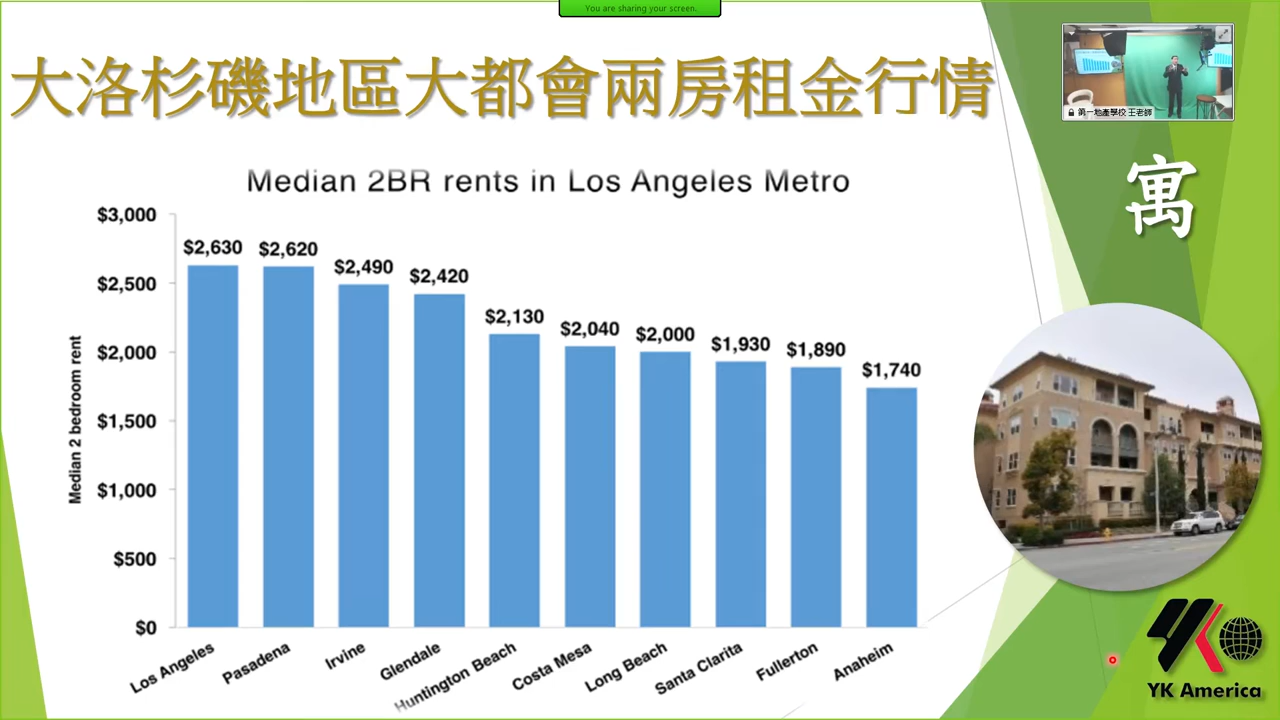 You are sharing your screen.
大洛杉磯地區大都會兩房租金行情
第一地產學校 王老師
寓
Median 2BR rents in Los Angeles Metro
Median 2 bedroom rent
$3,000
$2,500
$2,000
$1,500
$1,000
$500
$0
$2,630
$2,620
$2,490
$2,420
$2,130
$2,040
$2,000
$1,930
$1,890
$1,740
Los Angeles
Pasadena
Irvine
Glendale
Huntington Beach
Costa Mesa
Long Beach
Santa Clarita
Fullerton
Anaheim
YK
YK America